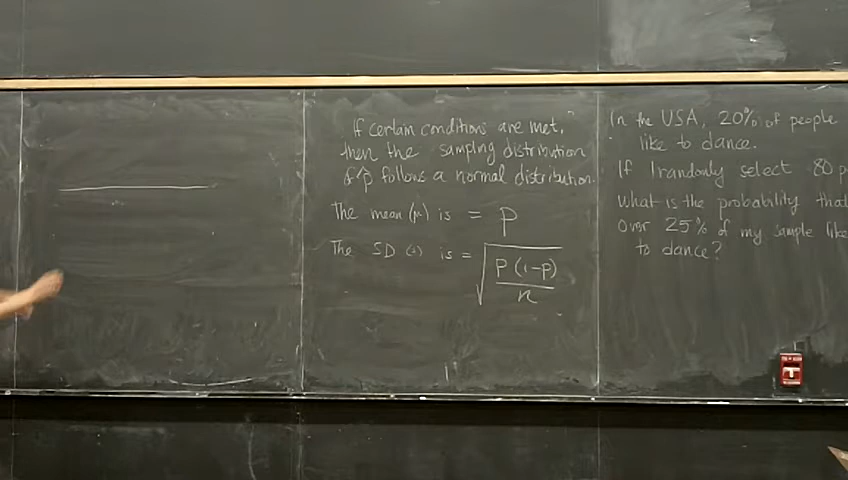 If certain conditions are met,
then the sampling distribution
of p̂ follows a normal distribution.
The mean (μ) is = P
The SD (σ) is = √(P(1-P)/n)
In the USA, 20% of people
like to dance.
If I randomly select 80 p
What is the probability that
over 25% of my sample like
to dance?